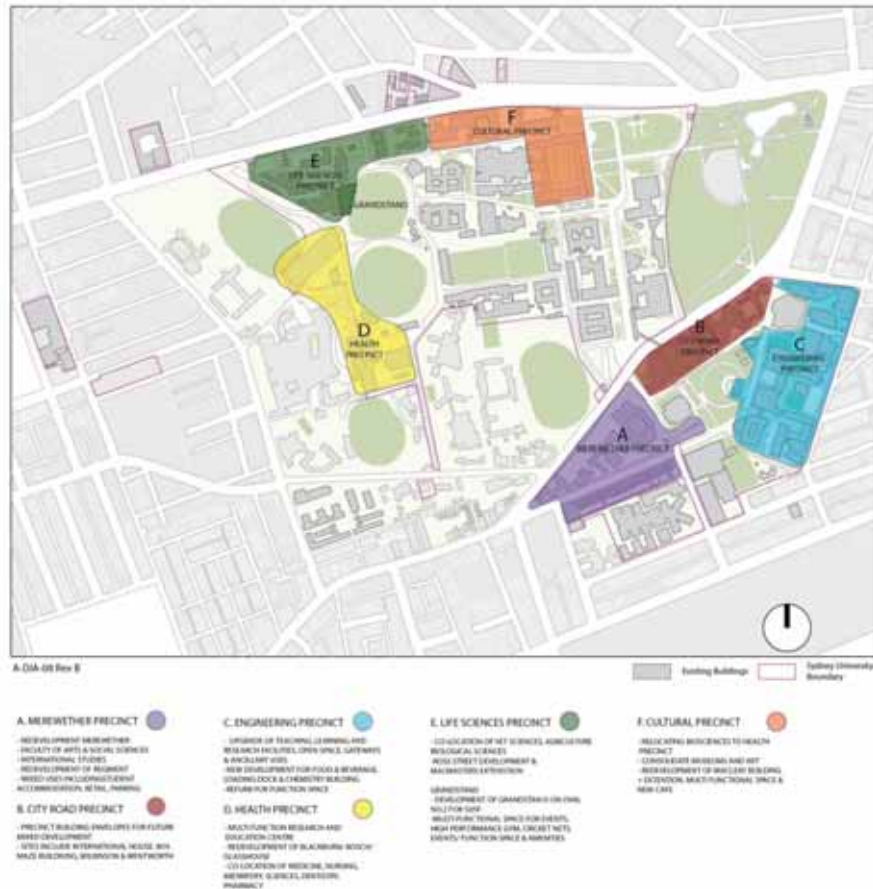 F
CULTURAL PRECINCT
E
LIFE SCIENCES
PRECINCT
GRANDSTAND
D
HEALTH
PRECINCT
B
PRECINCT
C
ENGINEERING
PRECINCT
A
MEREWETHER PRECINCT
A-DJA-08 Rev B
Existing Buildings
Sydney University
Boundary
A. MEREWETHER PRECINCT
- REDEVELOPMENT MEREWETHER
- FACULTY OF ARTS & SOCIAL SCIENCES
- INTERNATIONAL STUDIES
- REDEVELOPMENT OF REGIMENT
- MIXED USES INCLUDING STUDENT
ACCOMMODATION, RETAIL, PARKING
B. CITY ROAD PRECINCT
- PRECINCT BUILDING ENVELOPES FOR FUTURE
MIXED DEVELOPMENT
- SITES INCLUDE INTERNATIONAL HOUSE,
WILKINSON & WENTWORTH
C. ENGINEERING PRECINCT
- UPGRADE OF TEACHING, LEARNING AND
RESEARCH FACILITIES, OPEN SPACE, GATEWAYS
& ANCILLARY USES
- NEW DEVELOPMENT FOR FOOD & BEVERAGE,
LOADING DOCK & CHEMISTRY BUILDING
- REFURB FOR FUNCTION SPACE
D. HEALTH PRECINCT
- MULTI FUNCTION RESEARCH AND
EDUCATION CENTRE
- REDEVELOPMENT OF BLACKBURN/ BOSCH/
GLASSHOUSE
- CO LOCATION OF MEDICINE, NURSING,
MIDWIFERY, SCIENCES, DENTISTRY,
PHARMACY
E. LIFE SCIENCES PRECINCT
- CO-LOCATION OF VET SCIENCES, AGRICULTURE
BIOLOGICAL SCIENCES
- ROSS STREET DEVELOPMENT &
MACMASTERS EXTENSION
GRANDSTAND
- DEVELOPMENT OF GRANDSTAND ON OVAL
NO.2 FOR SUSF
- MULTI-FUNCTIONAL SPACE FOR EVENTS,
HIGH PERFORMANCE GYM, CRICKET NETS,
EVENTS/ FUNCTION SPACE & AMENITIES
F. CULTURAL PRECINCT
- RELOCATING BIOSCIENCES TO HEALTH
PRECINCT
- CONSOLIDATE MUSEUMS AND ART
- REDEVELOPMENT OF MACLEAY BUILDING
+ EXTENSION, MULTI FUNCTIONAL SPACE &
NEW CAFE